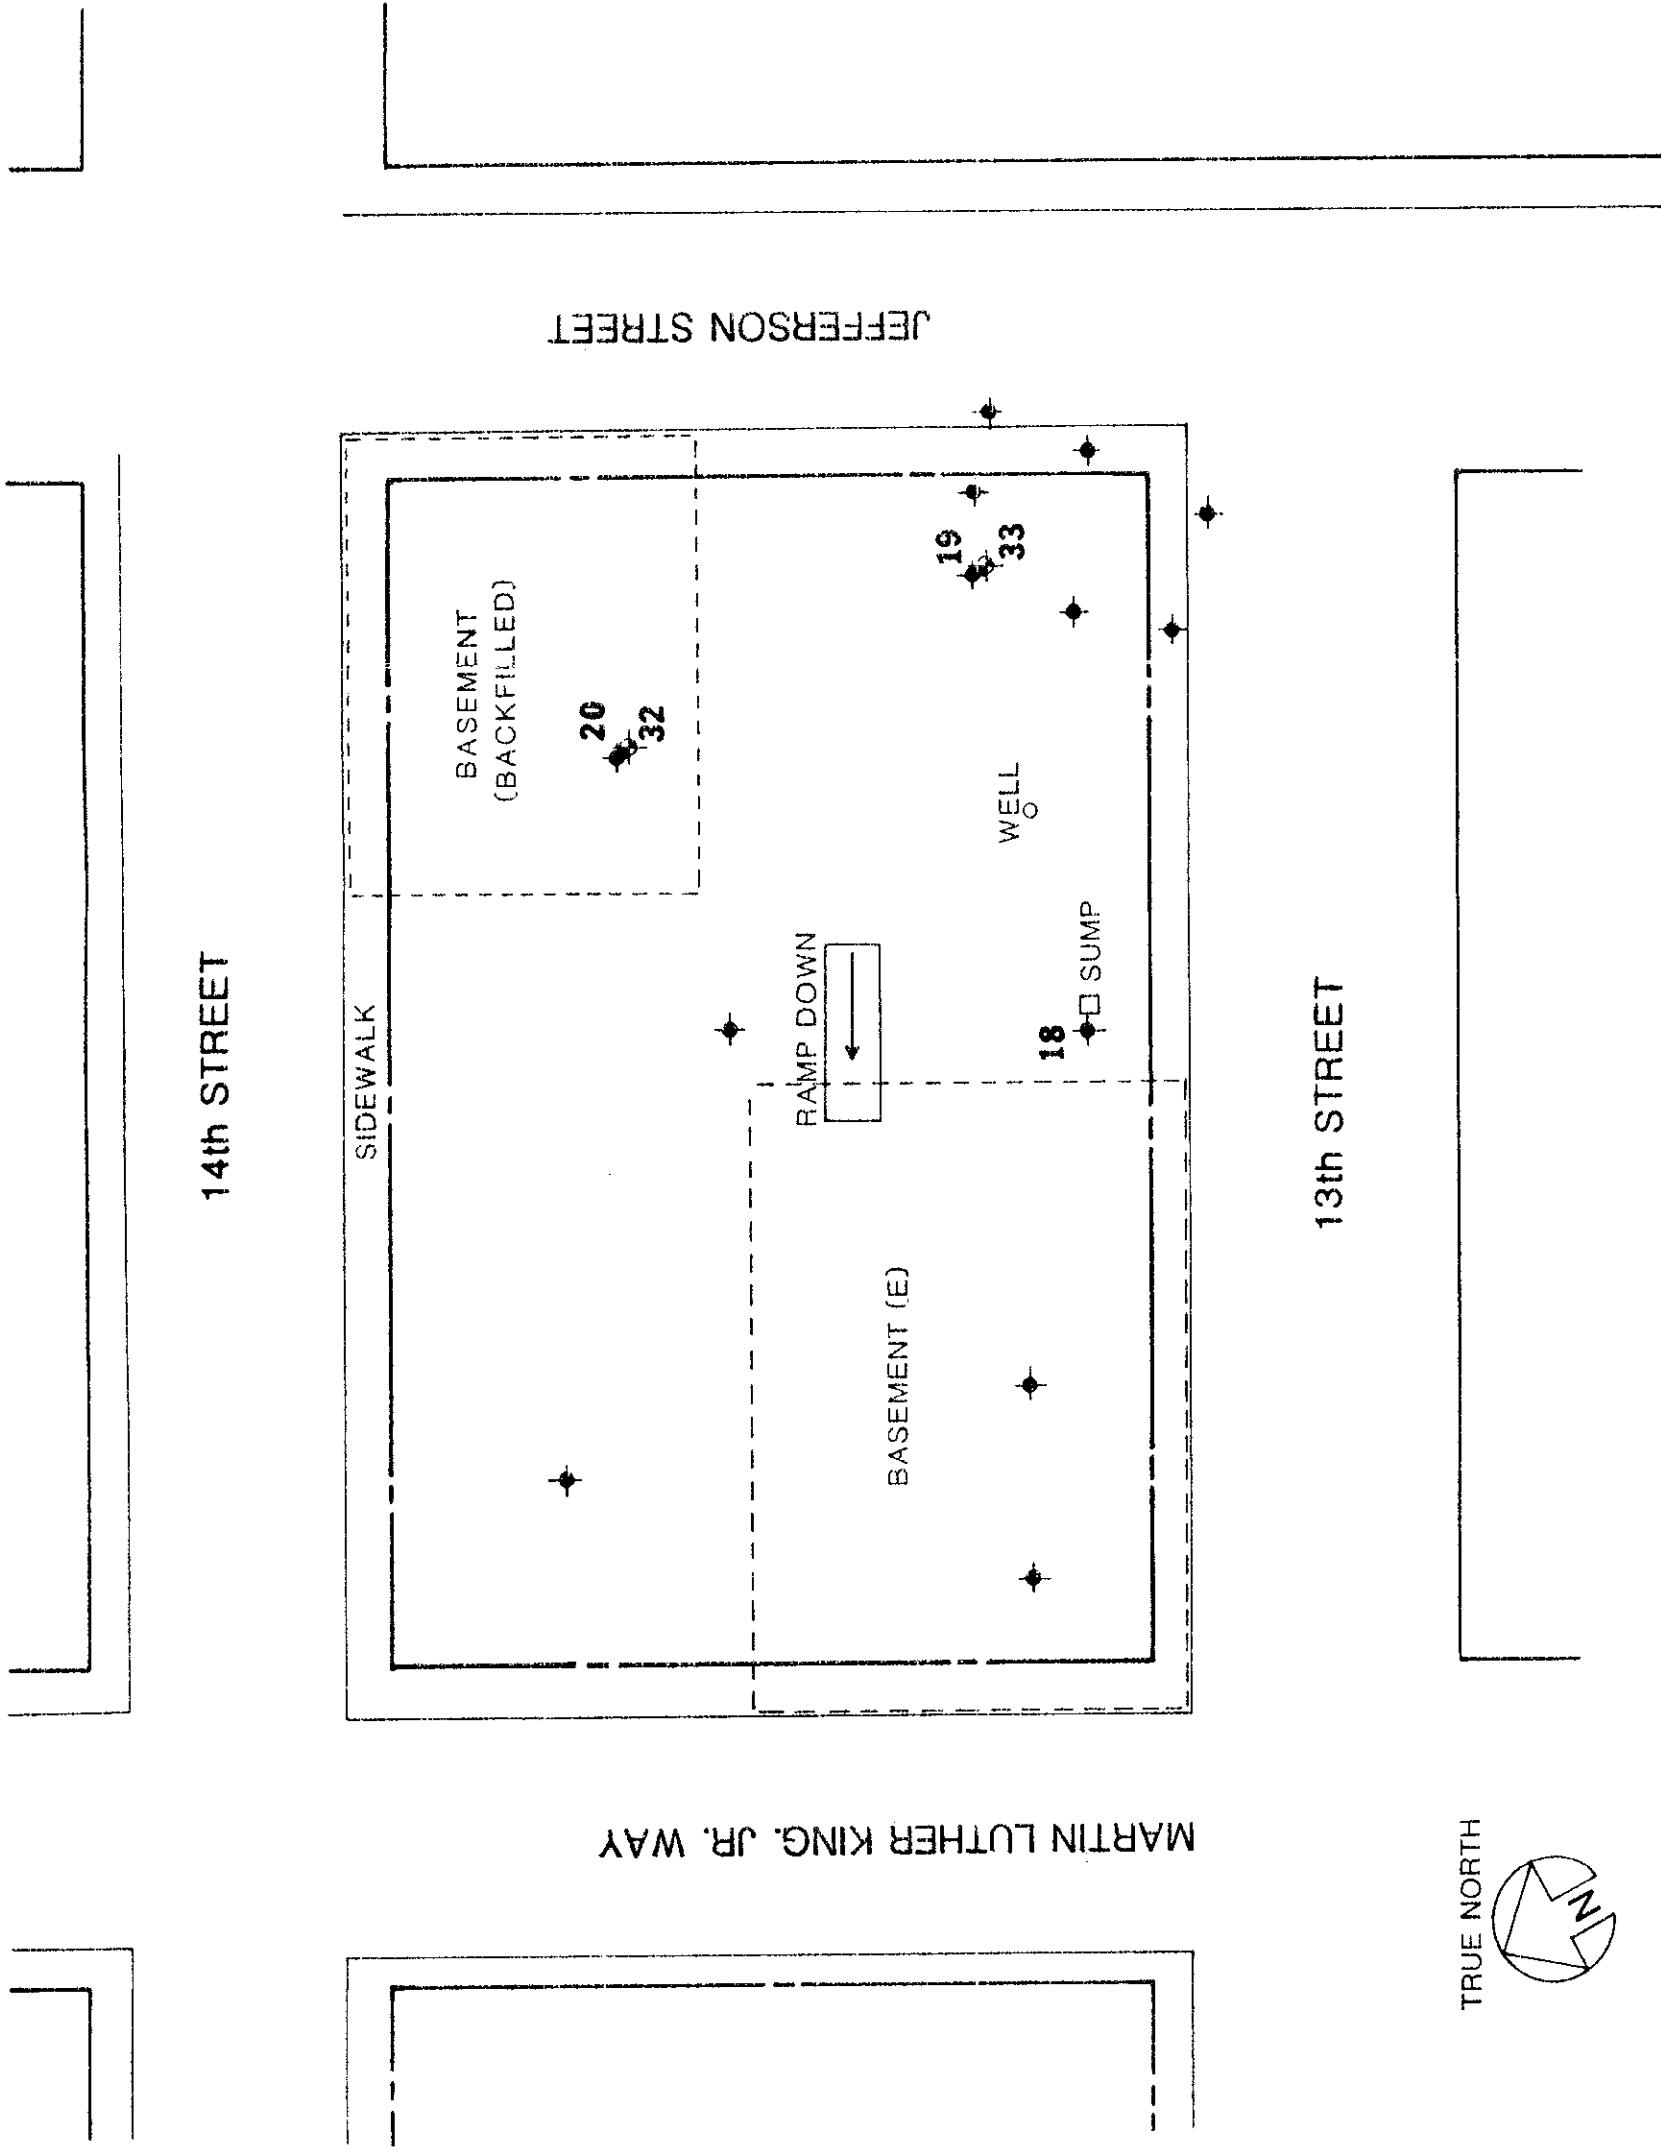 14th STREET
SIDEWALK
BASEMENT
(BACKFILLED)
20
32
JEFFERSON STREET
19
33
WELL
RAMP DOWN
18
SUMP
BASEMENT (E)
13th STREET
MARTIN LUTHER KING. JR. WAY
TRUE NORTH
N